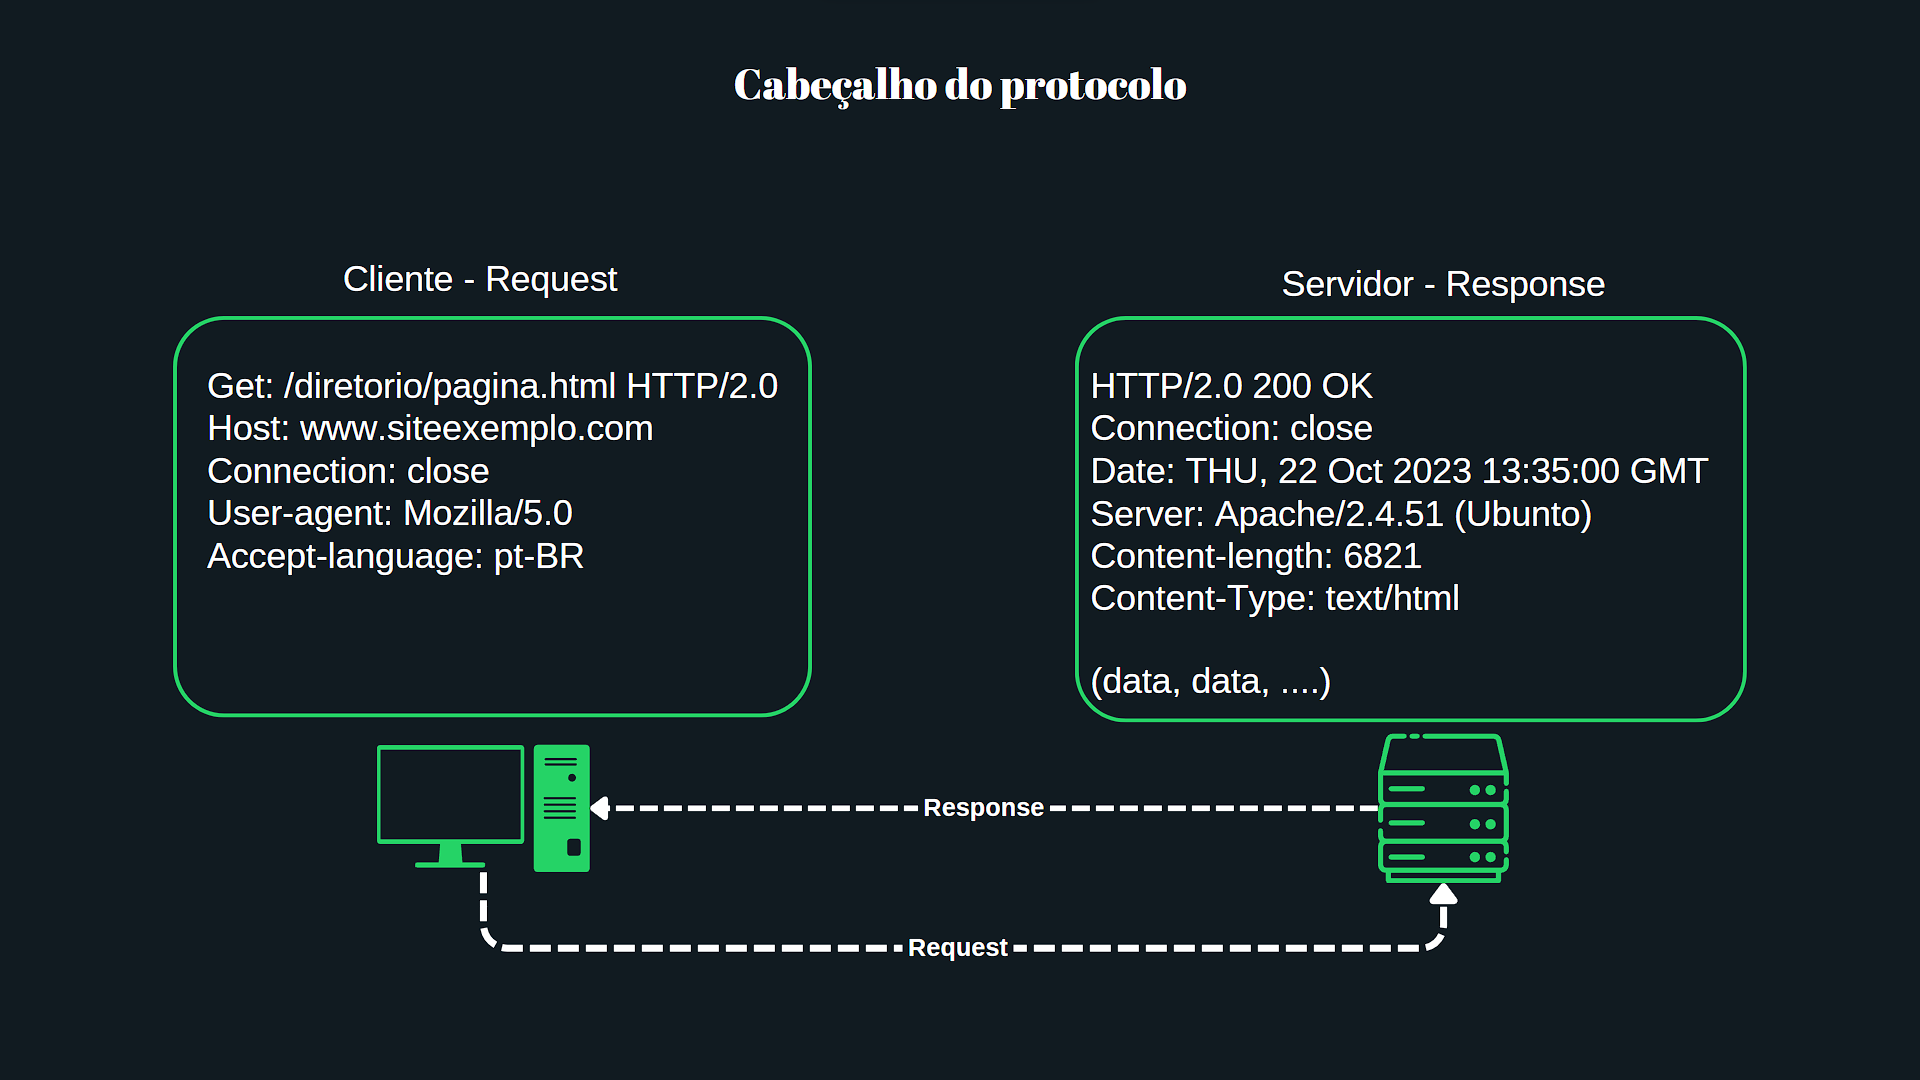 Cabeçalho do protocolo
Cliente - Request
Get: /diretorio/pagina.html HTTP/2.0
Host: www.siteexemplo.com
Connection: close
User-agent: Mozilla/5.0
Accept-language: pt-BR
Servidor - Response
HTTP/2.0 200 OK
Connection: close
Date: THU, 22 Oct 2023 13:35:00 GMT
Server: Apache/2.4.51 (Ubunto)
Content-length: 6821
Content-Type: text/html
(data, data, ....)
Response
Request